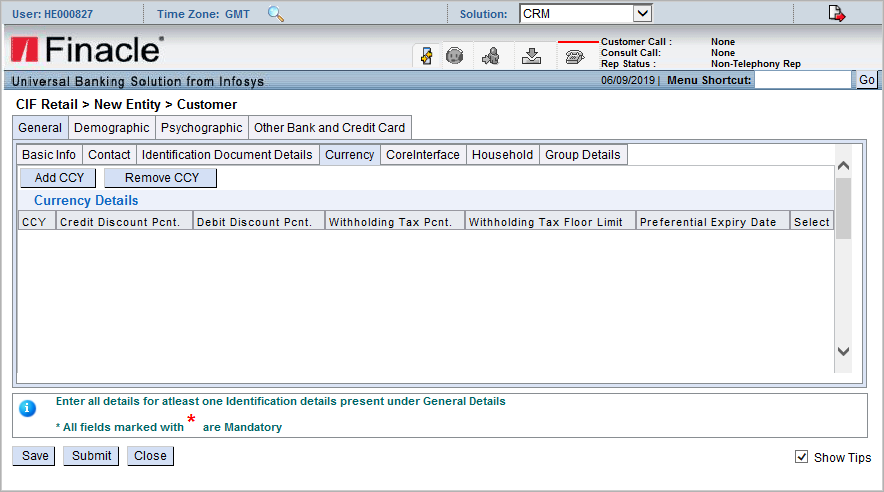 User: HE000827 Time Zone: GMT Solution: CRM
Finacle
Customer Call : None
Consult Call: None
Rep Status : Non-Telephony Rep
Universal Banking Solution from Infosys 06/09/2019 | Menu Shortcut: Go
CIF Retail > New Entity > Customer
General Demographic Psychographic Other Bank and Credit Card
Basic Info Contact Identification Document Details Currency CoreInterface Household Group Details
Add CCY Remove CCY
Currency Details
CCY Credit Discount Pcnt. Debit Discount Pcnt. Withholding Tax Pcnt. Withholding Tax Floor Limit Preferential Expiry Date Select
Enter all details for atleast one Identification details present under General Details
* All fields marked with * are Mandatory
Save Submit Close Show Tips